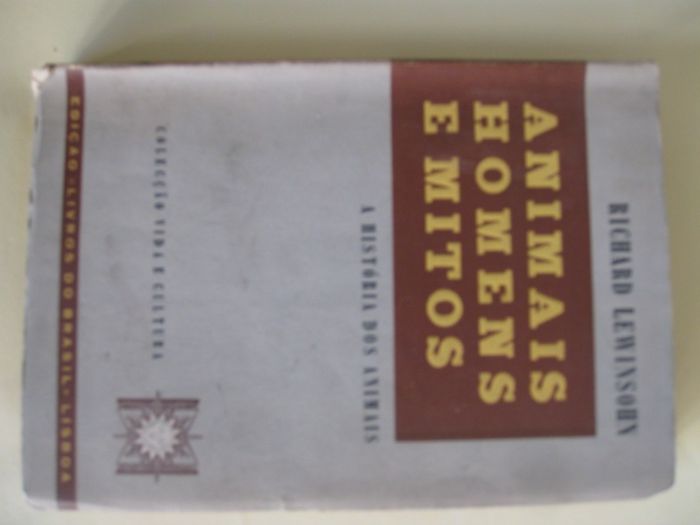 RICHARD LEWINSOHN
ANIMAIS
HOMENS
E MITOS
A HISTÓRIA DOS ANIMAIS
COLECÇÃO VIDA E CULTURA
EDIÇÃO · LIVROS DO BRASIL · LISBOA